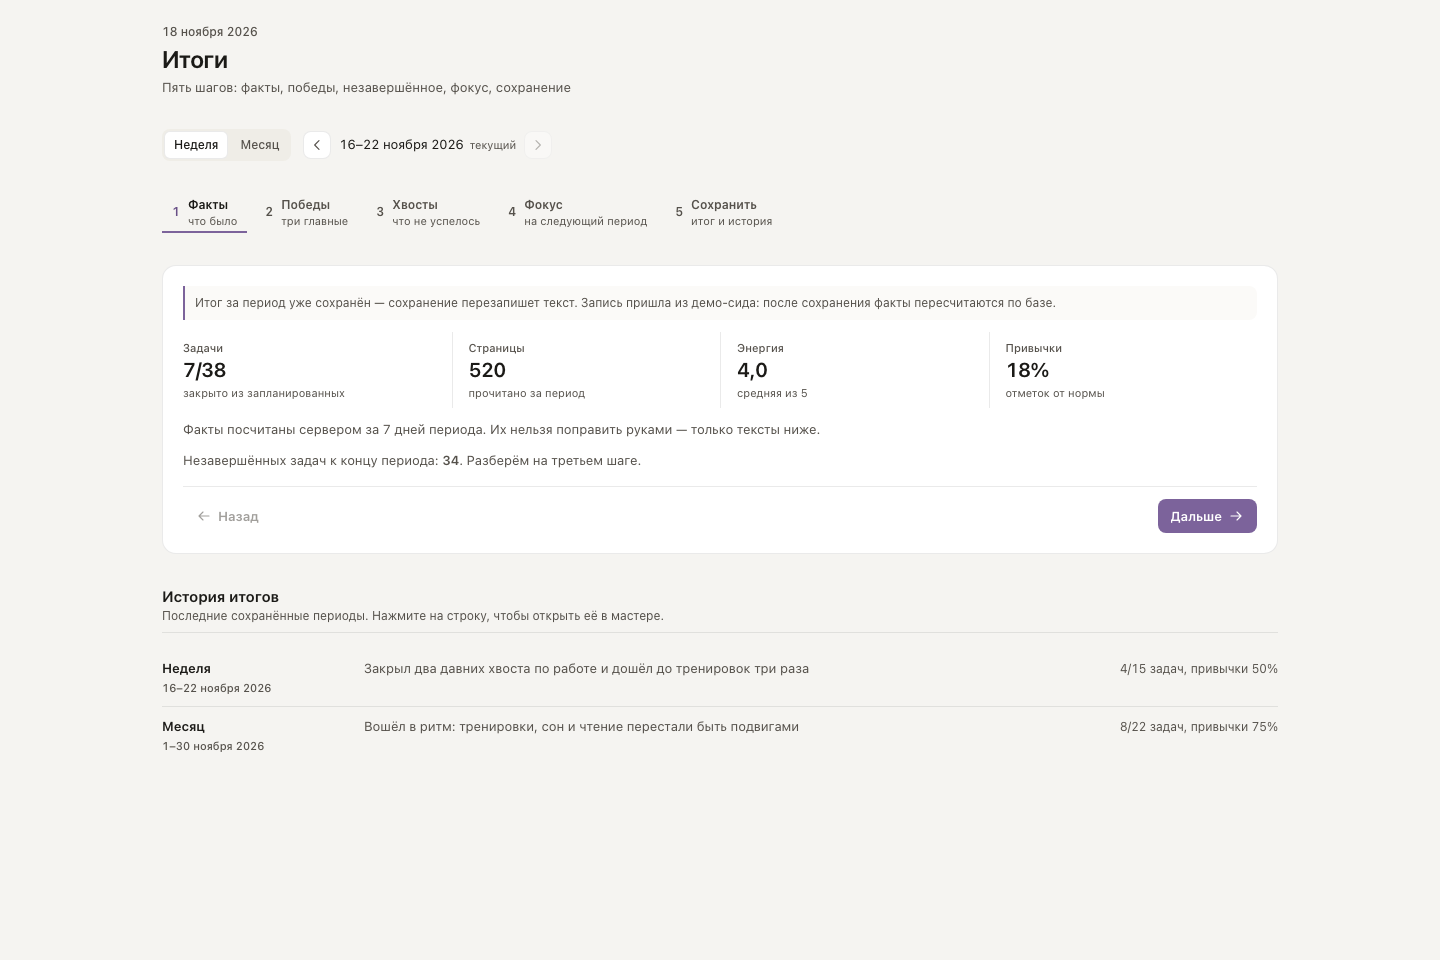 18 ноября 2026
Итоги
Пять шагов: факты, победы, незавершённое, фокус, сохранение
Неделя Месяц 16–22 ноября 2026 текущий
1 Факты
что было
2 Победы
три главные
3 Хвосты
что не успелось
4 Фокус
на следующий период
5 Сохранить
итог и история
Итог за период уже сохранён — сохранение перезапишет текст. Запись пришла из демо-сида: после сохранения факты пересчитаются по базе.
Задачи
7/38
закрыто из запланированных
Страницы
520
прочитано за период
Энергия
4,0
средняя из 5
Привычки
18%
отметок от нормы
Факты посчитаны сервером за 7 дней периода. Их нельзя поправить руками — только тексты ниже.
Незавершённых задач к концу периода: 34. Разберём на третьем шаге.
← Назад
Дальше →
История итогов
Последние сохранённые периоды. Нажмите на строку, чтобы открыть её в мастере.
Неделя
16–22 ноября 2026
Закрыл два давних хвоста по работе и дошёл до тренировок три раза
4/15 задач, привычки 50%
Месяц
1–30 ноября 2026
Вошёл в ритм: тренировки, сон и чтение перестали быть подвигами
8/22 задач, привычки 75%